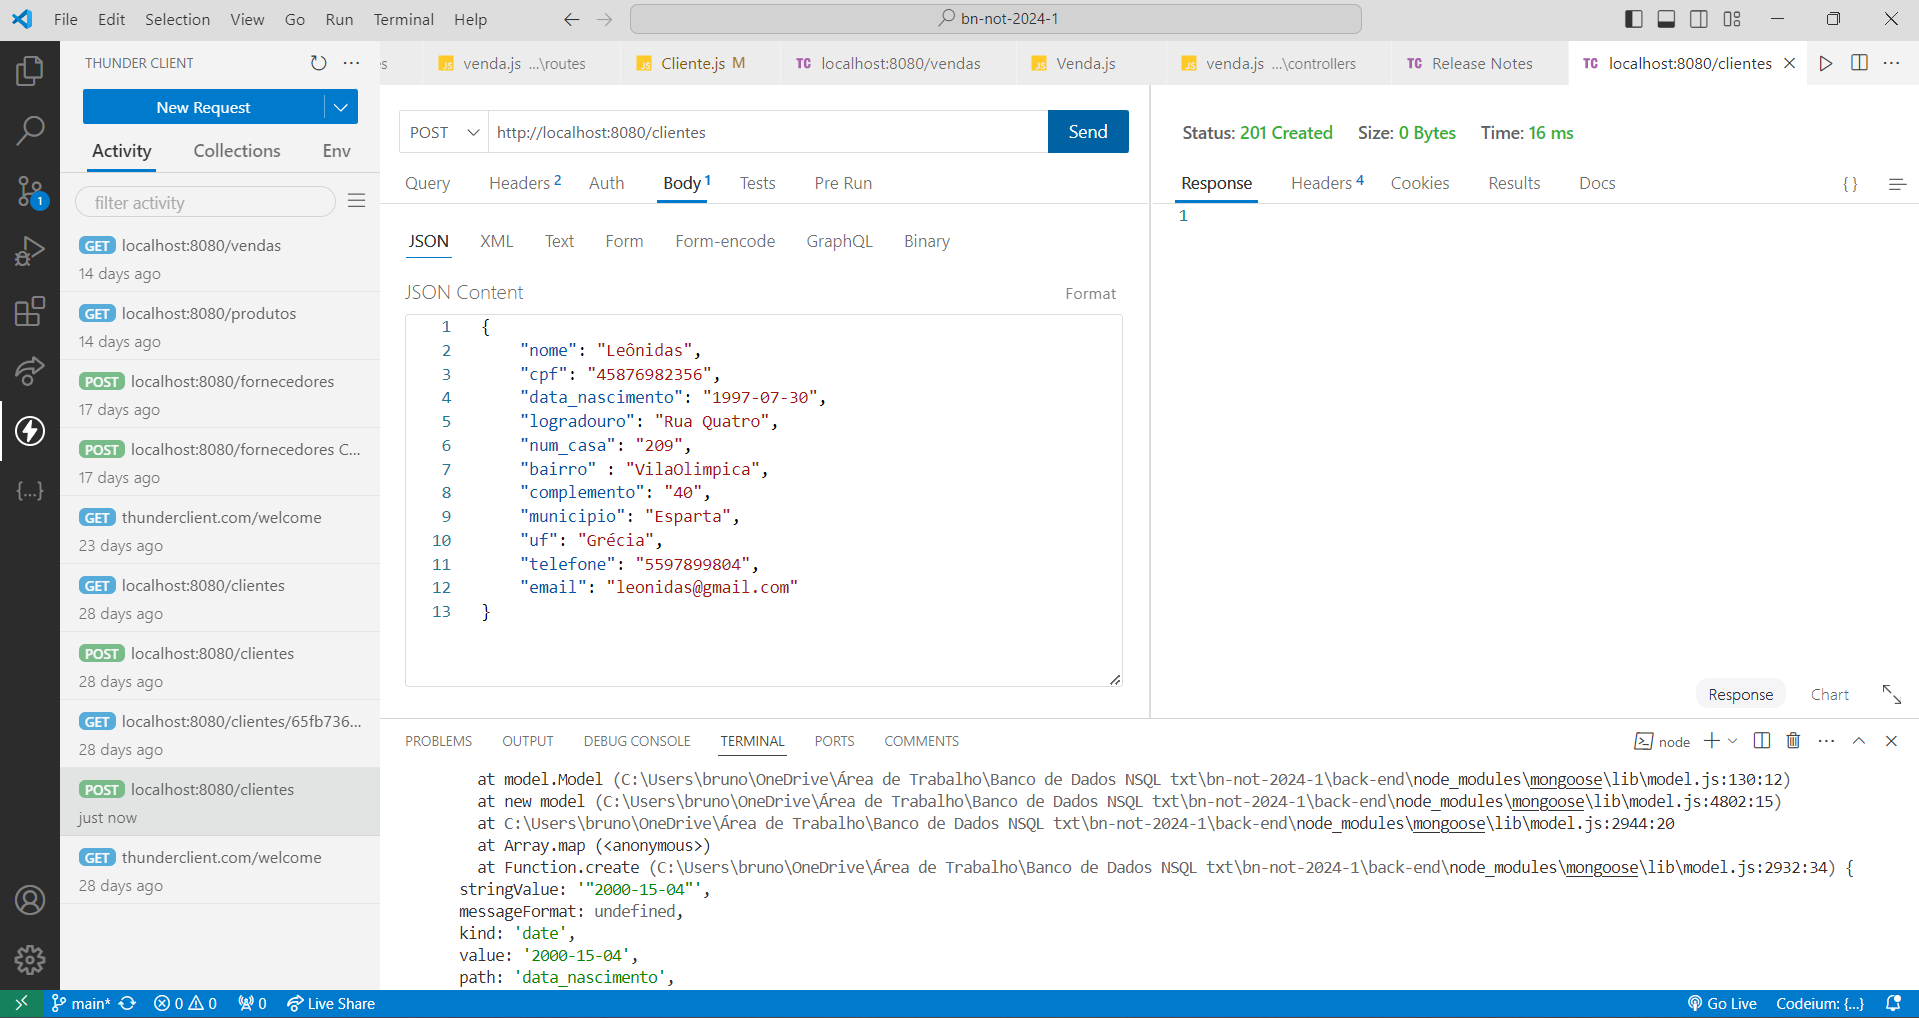 File Edit Selection View Go Run Terminal Help
bn-not-2024-1
THUNDER CLIENT
New Request
Activity Collections Env
filter activity
GET localhost:8080/vendas
14 days ago
GET localhost:8080/produtos
14 days ago
POST localhost:8080/fornecedores
17 days ago
POST localhost:8080/fornecedores C...
17 days ago
GET thunderclient.com/welcome
23 days ago
GET localhost:8080/clientes
28 days ago
POST localhost:8080/clientes
28 days ago
GET localhost:8080/clientes/65fb736...
28 days ago
POST localhost:8080/clientes
just now
GET thunderclient.com/welcome
28 days ago
es JS venda.js ...\routes JS Cliente.js M TC localhost:8080/vendas JS Venda.js JS venda.js ...\controllers TC Release Notes TC localhost:8080/clientes
POST http://localhost:8080/clientes Send
Query Headers 2 Auth Body 1 Tests Pre Run
JSON XML Text Form Form-encode GraphQL Binary
JSON Content Format
1 {
2 "nome": "Leônidas",
3 "cpf": "45876982356",
4 "data_nascimento": "1997-07-30",
5 "logradouro": "Rua Quatro",
6 "num_casa": "209",
7 "bairro" : "VilaOlimpica",
8 "complemento": "40",
9 "municipio": "Esparta",
10 "uf": "Grécia",
11 "telefone": "5597899804",
12 "email": "leonidas@gmail.com"
13 }
Status: 201 Created Size: 0 Bytes Time: 16 ms
Response Headers 4 Cookies Results Docs { }
1
Response Chart
PROBLEMS OUTPUT DEBUG CONSOLE TERMINAL PORTS COMMENTS node
at model.Model (C:\Users\bruno\OneDrive\Área de Trabalho\Banco de Dados NSQL txt\bn-not-2024-1\back-end\node_modules\mongoose\lib\model.js:130:12)
at new model (C:\Users\bruno\OneDrive\Área de Trabalho\Banco de Dados NSQL txt\bn-not-2024-1\back-end\node_modules\mongoose\lib\model.js:4802:15)
at C:\Users\bruno\OneDrive\Área de Trabalho\Banco de Dados NSQL txt\bn-not-2024-1\back-end\node_modules\mongoose\lib\model.js:2944:20
at Array.map (<anonymous>)
at Function.create (C:\Users\bruno\OneDrive\Área de Trabalho\Banco de Dados NSQL txt\bn-not-2024-1\back-end\node_modules\mongoose\lib\model.js:2932:34) {
stringValue: '"2000-15-04"',
messageFormat: undefined,
kind: 'date',
value: '2000-15-04',
path: 'data_nascimento',
1
{...}
main* 0 0 0 Live Share Go Live Codeium: {...}